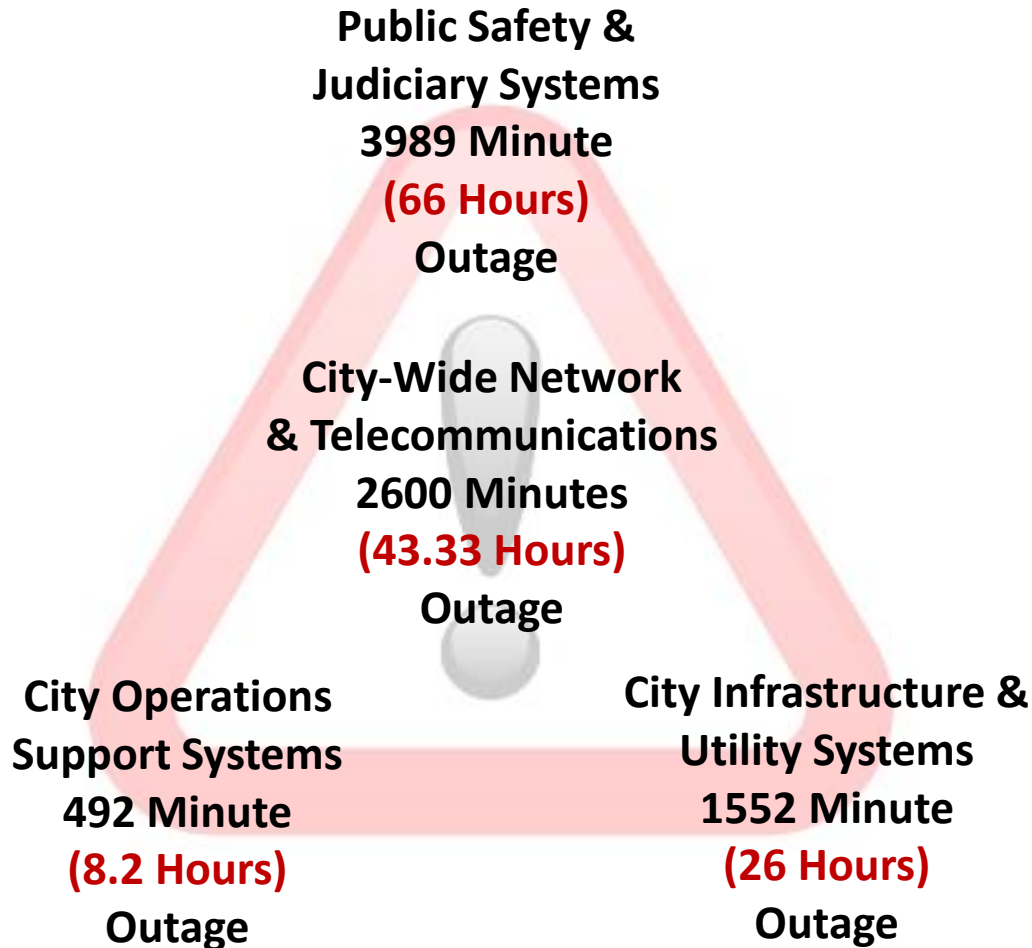 Public Safety &
Judiciary Systems
3989 Minute
(66 Hours)
Outage
City-Wide Network
& Telecommunications
2600 Minutes
(43.33 Hours)
Outage
City Operations
Support Systems
492 Minute
(8.2 Hours)
Outage
City Infrastructure &
Utility Systems
1552 Minute
(26 Hours)
Outage